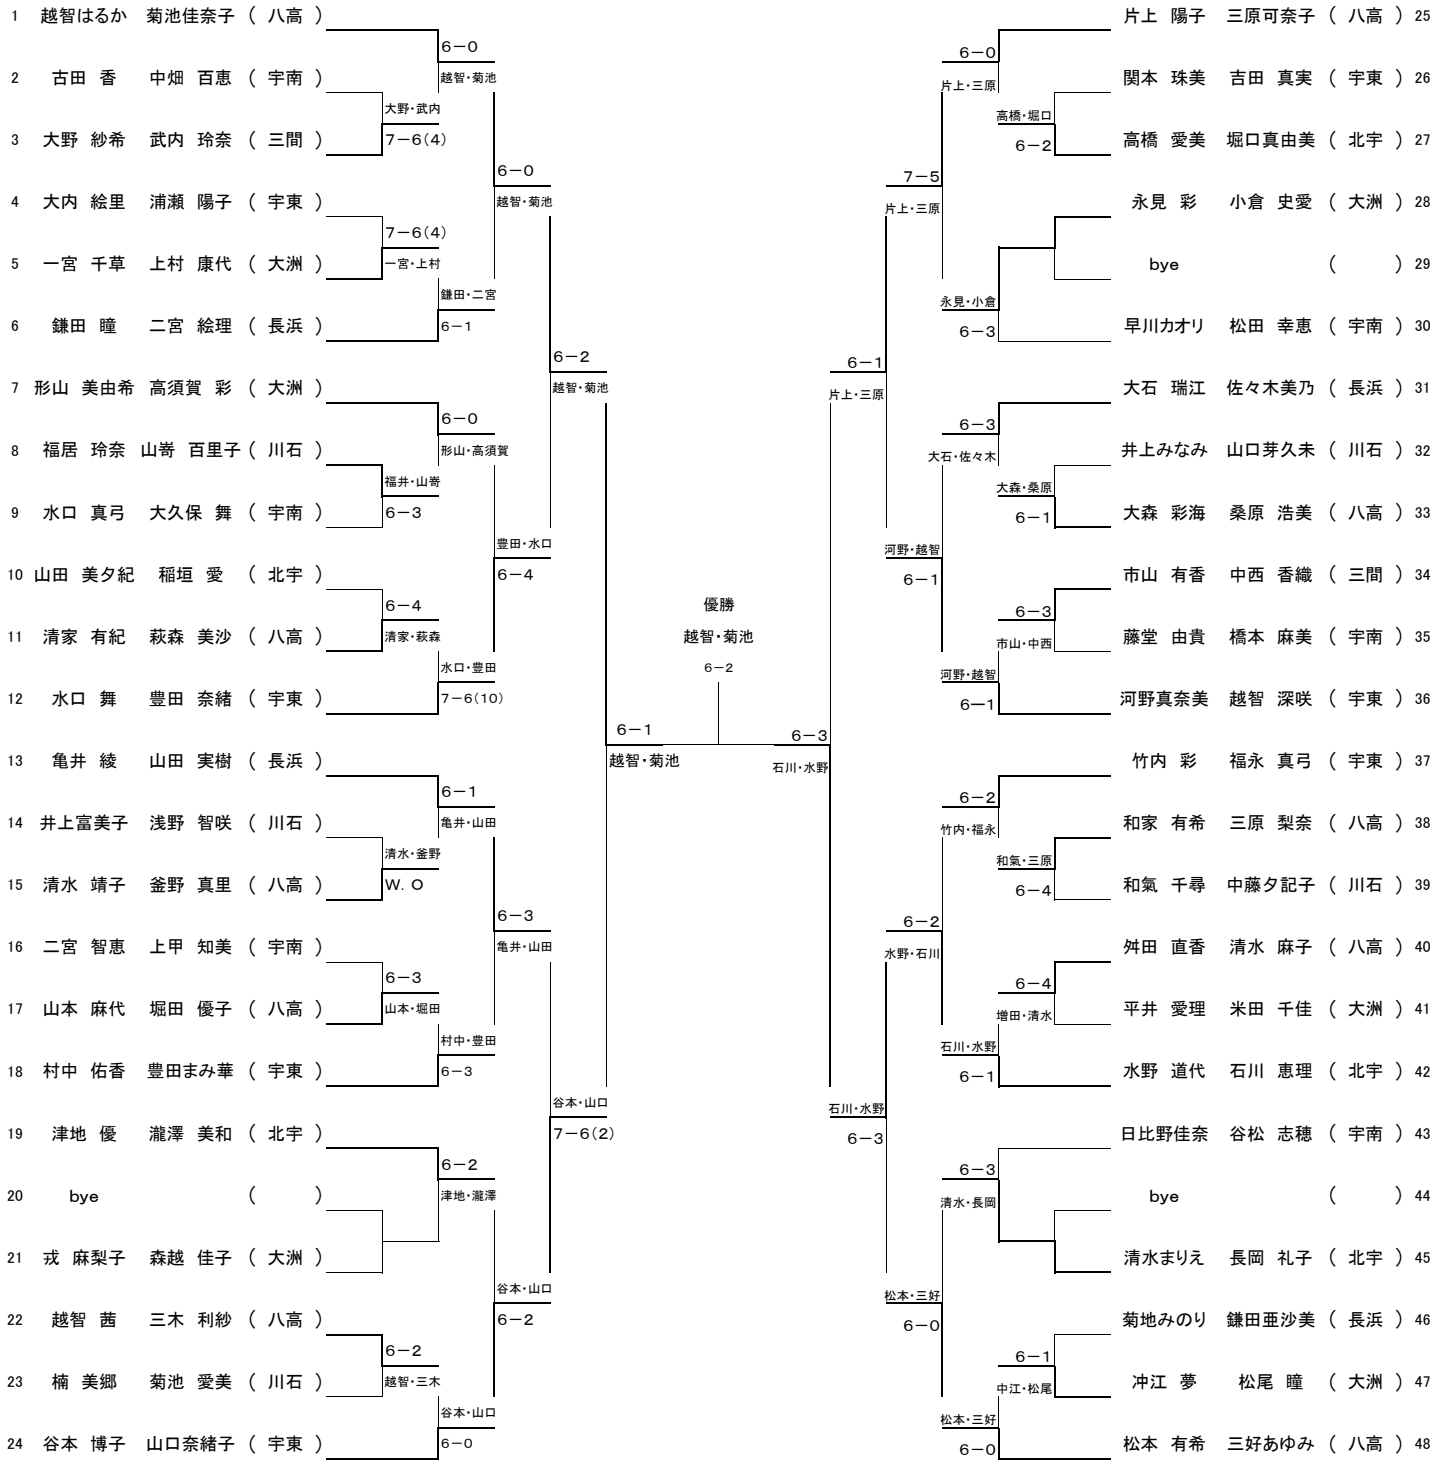 1 越智はるか 菊池佳奈子 ( 八高 )
6－0
2 古田 香 中畑 百恵 ( 宇南 )
越智・菊池
大野・武内
3 大野 紗希 武内 玲奈 ( 三間 )
7－6(4)
6－0
4 大内 絵里 浦瀬 陽子 ( 宇東 )
越智・菊池
7－6(4)
5 一宮 千草 上村 康代 ( 大洲 )
一宮・上村
鎌田・二宮
6 鎌田 瞳 二宮 絵理 ( 長浜 )
6－1
6－2
7 形山 美由希 高須賀 彩 ( 大洲 )
越智・菊池
6－0
8 福居 玲奈 山嵜 百里子 ( 川石 )
形山・高須賀
福井・山嵜
9 水口 真弓 大久保 舞 ( 宇南 )
6－3
豊田・水口
10 山田 美夕紀 稲垣 愛 ( 北宇 )
6－4
6－4
11 清家 有紀 萩森 美沙 ( 八高 )
清家・萩森
水口・豊田
12 水口 舞 豊田 奈緒 ( 宇東 )
7－6(10)
6－1
13 亀井 綾 山田 実樹 ( 長浜 )
越智・菊池
6－1
14 井上富美子 浅野 智咲 ( 川石 )
亀井・山田
清水・釜野
15 清水 靖子 釜野 真里 ( 八高 )
W. O
6－3
16 二宮 智恵 上甲 知美 ( 宇南 )
亀井・山田
6－3
17 山本 麻代 堀田 優子 ( 八高 )
山本・堀田
村中・豊田
18 村中 佑香 豊田まみ華 ( 宇東 )
6－3
谷本・山口
19 津地 優 瀧澤 美和 ( 北宇 )
7－6(2)
6－2
20 bye ( )
津地・瀧澤
21 戎 麻梨子 森越 佳子 ( 大洲 )
谷本・山口
22 越智 茜 三木 利紗 ( 八高 )
6－2
6－2
23 楠 美郷 菊池 愛美 ( 川石 )
越智・三木
谷本・山口
24 谷本 博子 山口奈緒子 ( 宇東 )
6－0
優勝
越智・菊池
6－2
片上 陽子 三原可奈子 ( 八高 ) 25
6－0
関本 珠美 吉田 真実 ( 宇東 ) 26
片上・三原
高橋・堀口
高橋 愛美 堀口真由美 ( 北宇 ) 27
6－2
7－5
永見 彩 小倉 史愛 ( 大洲 ) 28
片上・三原
bye ( ) 29
永見・小倉
早川カオリ 松田 幸恵 ( 宇南 ) 30
6－3
6－1
大石 瑞江 佐々木美乃 ( 長浜 ) 31
片上・三原
6－3
井上みなみ 山口芽久未 ( 川石 ) 32
大石・佐々木
大森・桑原
大森 彩海 桑原 浩美 ( 八高 ) 33
6－1
河野・越智
市山 有香 中西 香織 ( 三間 ) 34
6－1
6－3
藤堂 由貴 橋本 麻美 ( 宇南 ) 35
市山・中西
河野・越智
河野真奈美 越智 深咲 ( 宇東 ) 36
6－1
6－3
竹内 彩 福永 真弓 ( 宇東 ) 37
石川・水野
6－2
和家 有希 三原 梨奈 ( 八高 ) 38
竹内・福永
和氣・三原
和氣 千尋 中藤夕記子 ( 川石 ) 39
6－4
6－2
舛田 直香 清水 麻子 ( 八高 ) 40
水野・石川
6－4
平井 愛理 米田 千佳 ( 大洲 ) 41
増田・清水
石川・水野
水野 道代 石川 恵理 ( 北宇 ) 42
6－1
石川・水野
日比野佳奈 谷松 志穂 ( 宇南 ) 43
6－3
6－3
bye ( ) 44
清水・長岡
清水まりえ 長岡 礼子 ( 北宇 ) 45
松本・三好
菊地みのり 鎌田亜沙美 ( 長浜 ) 46
6－0
6－1
冲江 夢 松尾 瞳 ( 大洲 ) 47
中江・松尾
松本・三好
松本 有希 三好あゆみ ( 八高 ) 48
6－0